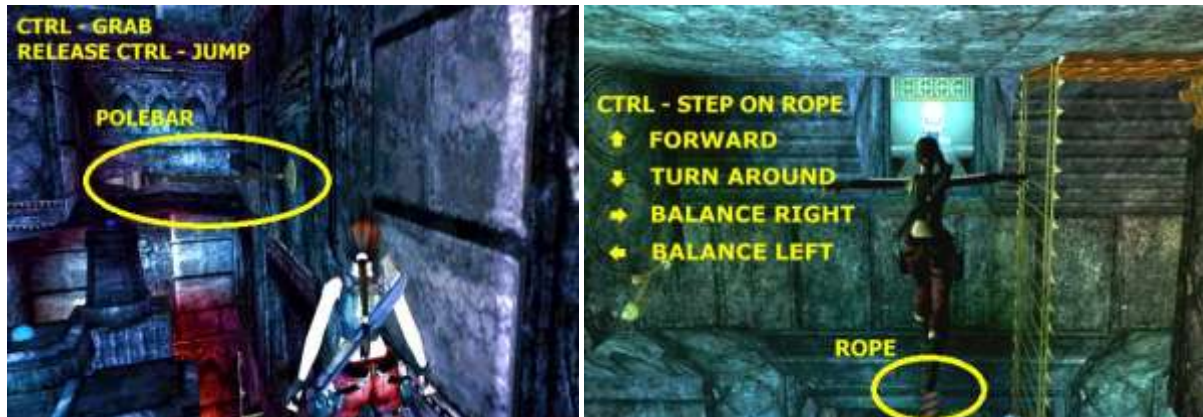 CTRL - GRAB
RELEASE CTRL - JUMP
POLEBAR
CTRL - STEP ON ROPE
FORWARD
TURN AROUND
BALANCE RIGHT
BALANCE LEFT
ROPE